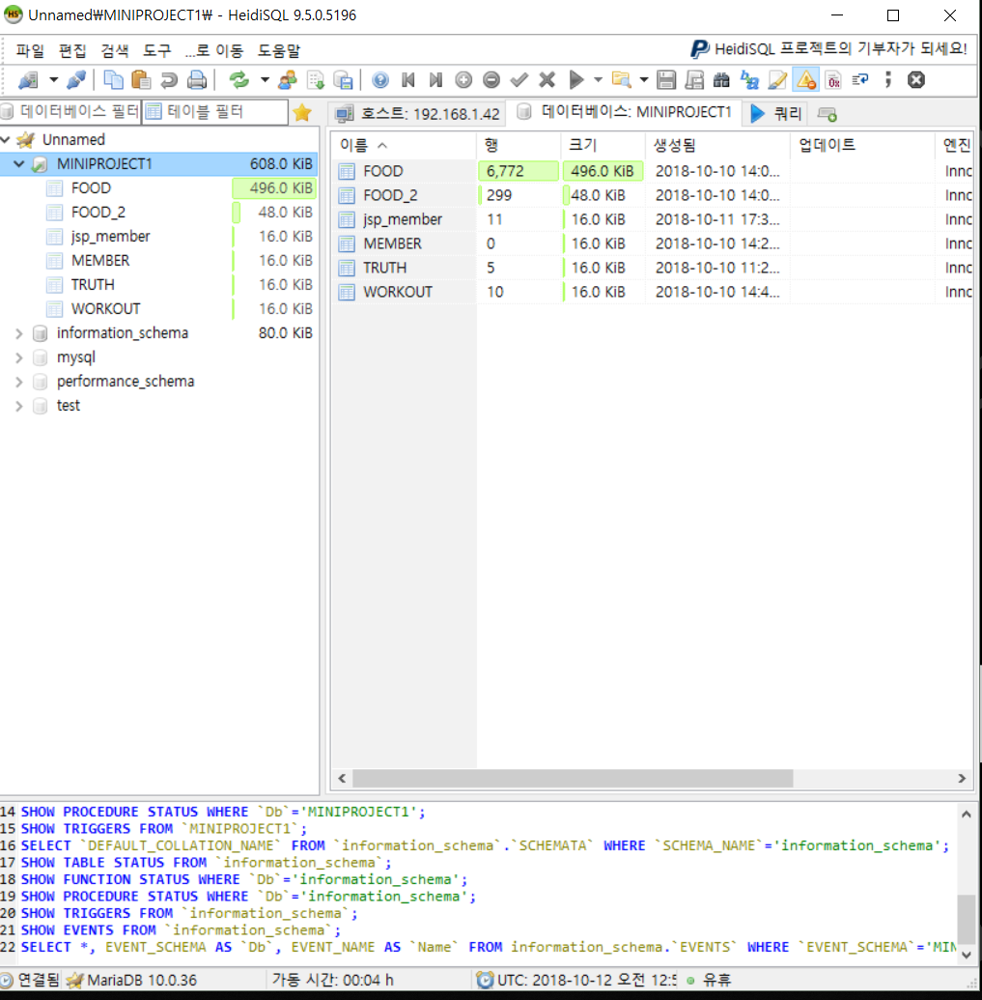 Unnamed₩MINIPROJECT1₩ - HeidiSQL 9.5.0.5196
파일 편집 검색 도구 ...로 이동 도움말 HeidiSQL 프로젝트의 기부자가 되세요!
데이터베이스 필터 테이블 필터 호스트: 192.168.1.42 데이터베이스: MINIPROJECT1 쿼리
Unnamed
MINIPROJECT1 608.0 KiB
FOOD 496.0 KiB
FOOD_2 48.0 KiB
jsp_member 16.0 KiB
MEMBER 16.0 KiB
TRUTH 16.0 KiB
WORKOUT 16.0 KiB
information_schema 80.0 KiB
mysql
performance_schema
test
이름 행 크기 생성됨 업데이트 엔진
FOOD 6,772 496.0 KiB 2018-10-10 14:0... Innc
FOOD_2 299 48.0 KiB 2018-10-10 14:0... Innc
jsp_member 11 16.0 KiB 2018-10-11 17:3... Innc
MEMBER 0 16.0 KiB 2018-10-10 14:2... Innc
TRUTH 5 16.0 KiB 2018-10-10 11:2... Innc
WORKOUT 10 16.0 KiB 2018-10-10 14:4... Innc
14 SHOW PROCEDURE STATUS WHERE `Db`='MINIPROJECT1';
15 SHOW TRIGGERS FROM `MINIPROJECT1`;
16 SELECT `DEFAULT_COLLATION_NAME` FROM `information_schema`.`SCHEMATA` WHERE `SCHEMA_NAME`='information_schema';
17 SHOW TABLE STATUS FROM `information_schema`;
18 SHOW FUNCTION STATUS WHERE `Db`='information_schema';
19 SHOW PROCEDURE STATUS WHERE `Db`='information_schema';
20 SHOW TRIGGERS FROM `information_schema`;
21 SHOW EVENTS FROM `information_schema`;
22 SELECT *, EVENT_SCHEMA AS `Db`, EVENT_NAME AS `Name` FROM information_schema.`EVENTS` WHERE `EVENT_SCHEMA`='MIN
연결됨 MariaDB 10.0.36 가동 시간: 00:04 h UTC: 2018-10-12 오전 12:5 유휴